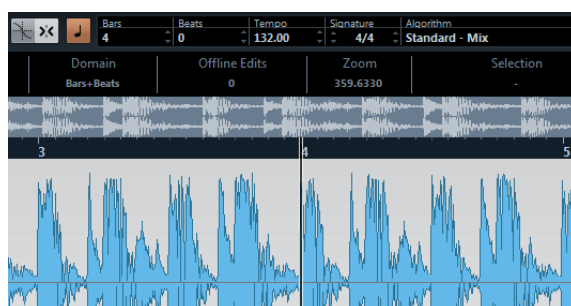 Bars Beats Tempo Signature Algorithm
4 0 132.00 4/4 Standard - Mix
Domain Offline Edits Zoom Selection
Bars+Beats 0 359.6330 -
3 4 5